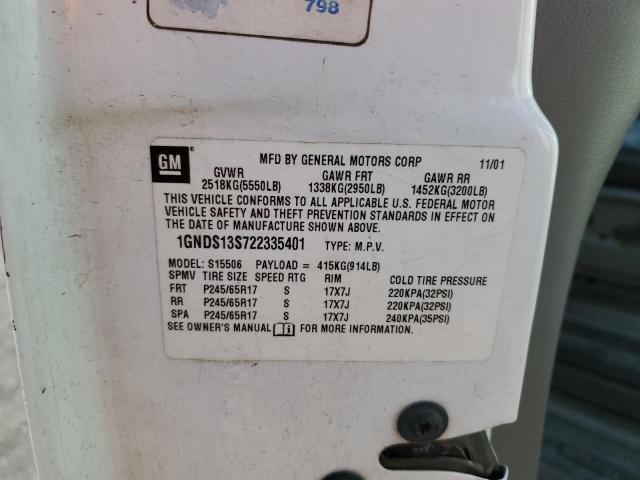 798
GM
MFD BY GENERAL MOTORS CORP 11/01
GVWR GAWR FRT GAWR RR
2518KG(5550LB) 1338KG(2950LB) 1452KG(3200LB)
THIS VEHICLE CONFORMS TO ALL APPLICABLE U.S. FEDERAL MOTOR
VEHICLE SAFETY AND THEFT PREVENTION STANDARDS IN EFFECT ON
THE DATE OF MANUFACTURE SHOWN ABOVE.
1GNDS13S722335401 TYPE: M.P.V.
MODEL: S15506 PAYLOAD = 415KG(914LB)
SPMV TIRE SIZE SPEED RTG RIM COLD TIRE PRESSURE
FRT P245/65R17 S 17X7J 220KPA(32PSI)
RR P245/65R17 S 17X7J 220KPA(32PSI)
SPA P245/65R17 S 17X7J 240KPA(35PSI)
SEE OWNER'S MANUAL FOR MORE INFORMATION.